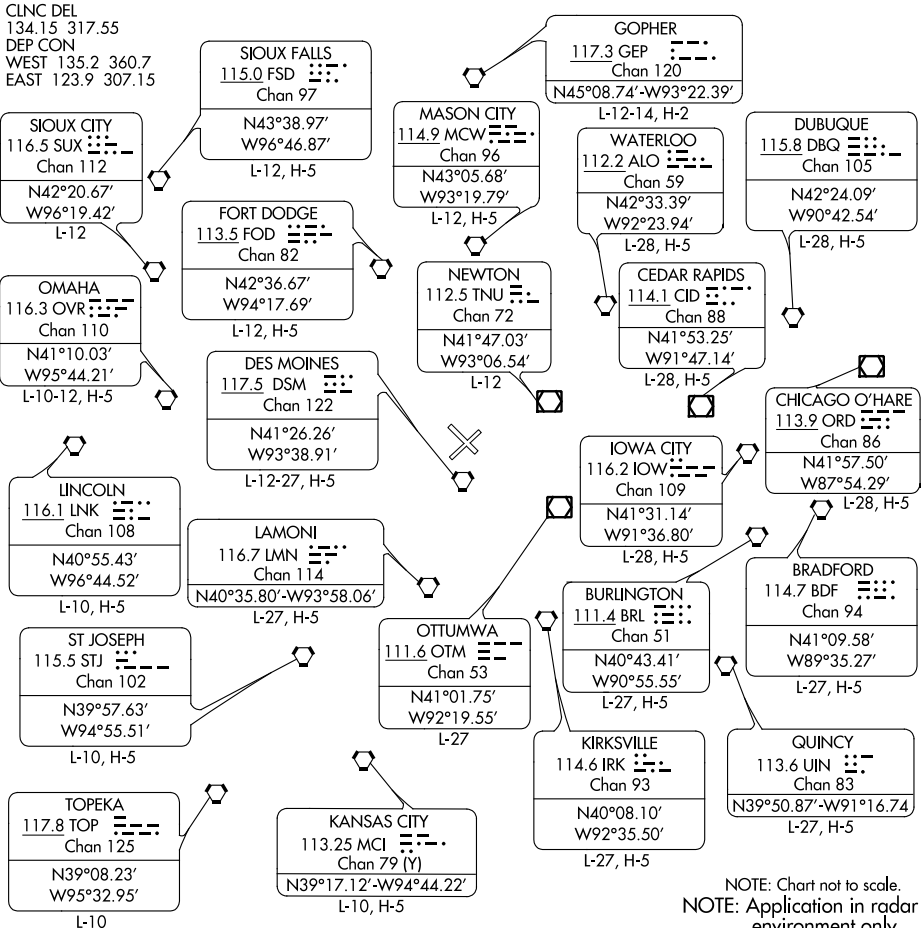 CLNC DEL
134.15 317.55
DEP CON
WEST 135.2 360.7
EAST 123.9 307.15
SIOUX FALLS
115.0 FSD
Chan 97
N43°38.97′
W96°46.87′
L-12, H-5
GOPHER
117.3 GEP
Chan 120
N45°08.74′-W93°22.39′
L-12-14, H-2
SIOUX CITY
116.5 SUX
Chan 112
N42°20.67′
W96°19.42′
L-12
MASON CITY
114.9 MCW
Chan 96
N43°05.68′
W93°19.79′
L-12, H-5
WATERLOO
112.2 ALO
Chan 59
N42°33.39′
W92°23.94′
L-28, H-5
DUBUQUE
115.8 DBQ
Chan 105
N42°24.09′
W90°42.54′
L-28, H-5
FORT DODGE
113.5 FOD
Chan 82
N42°36.67′
W94°17.69′
L-12, H-5
OMAHA
116.3 OVR
Chan 110
N41°10.03′
W95°44.21′
L-10-12, H-5
NEWTON
112.5 TNU
Chan 72
N41°47.03′
W93°06.54′
L-12
CEDAR RAPIDS
114.1 CID
Chan 88
N41°53.25′
W91°47.14′
L-28, H-5
DES MOINES
117.5 DSM
Chan 122
N41°26.26′
W93°38.91′
L-12-27, H-5
CHICAGO O'HARE
113.9 ORD
Chan 86
N41°57.50′
W87°54.29′
L-28, H-5
IOWA CITY
116.2 IOW
Chan 109
N41°31.14′
W91°36.80′
L-28, H-5
LINCOLN
116.1 LNK
Chan 108
N40°55.43′
W96°44.52′
L-10, H-5
LAMONI
116.7 LMN
Chan 114
N40°35.80′-W93°58.06′
L-27, H-5
BRADFORD
114.7 BDF
Chan 94
N41°09.58′
W89°35.27′
L-27, H-5
BURLINGTON
111.4 BRL
Chan 51
N40°43.41′
W90°55.55′
L-27, H-5
OTTUMWA
111.6 OTM
Chan 53
N41°01.75′
W92°19.55′
L-27
ST JOSEPH
115.5 STJ
Chan 102
N39°57.63′
W94°55.51′
L-10, H-5
KIRKSVILLE
114.6 IRK
Chan 93
N40°08.10′
W92°35.50′
L-27, H-5
QUINCY
113.6 UIN
Chan 83
N39°50.87′-W91°16.74
L-27, H-5
TOPEKA
117.8 TOP
Chan 125
N39°08.23′
W95°32.95′
L-10
KANSAS CITY
113.25 MCI
Chan 79 (Y)
N39°17.12′-W94°44.22′
L-10, H-5
NOTE: Chart not to scale.
NOTE: Application in radar
environment only.